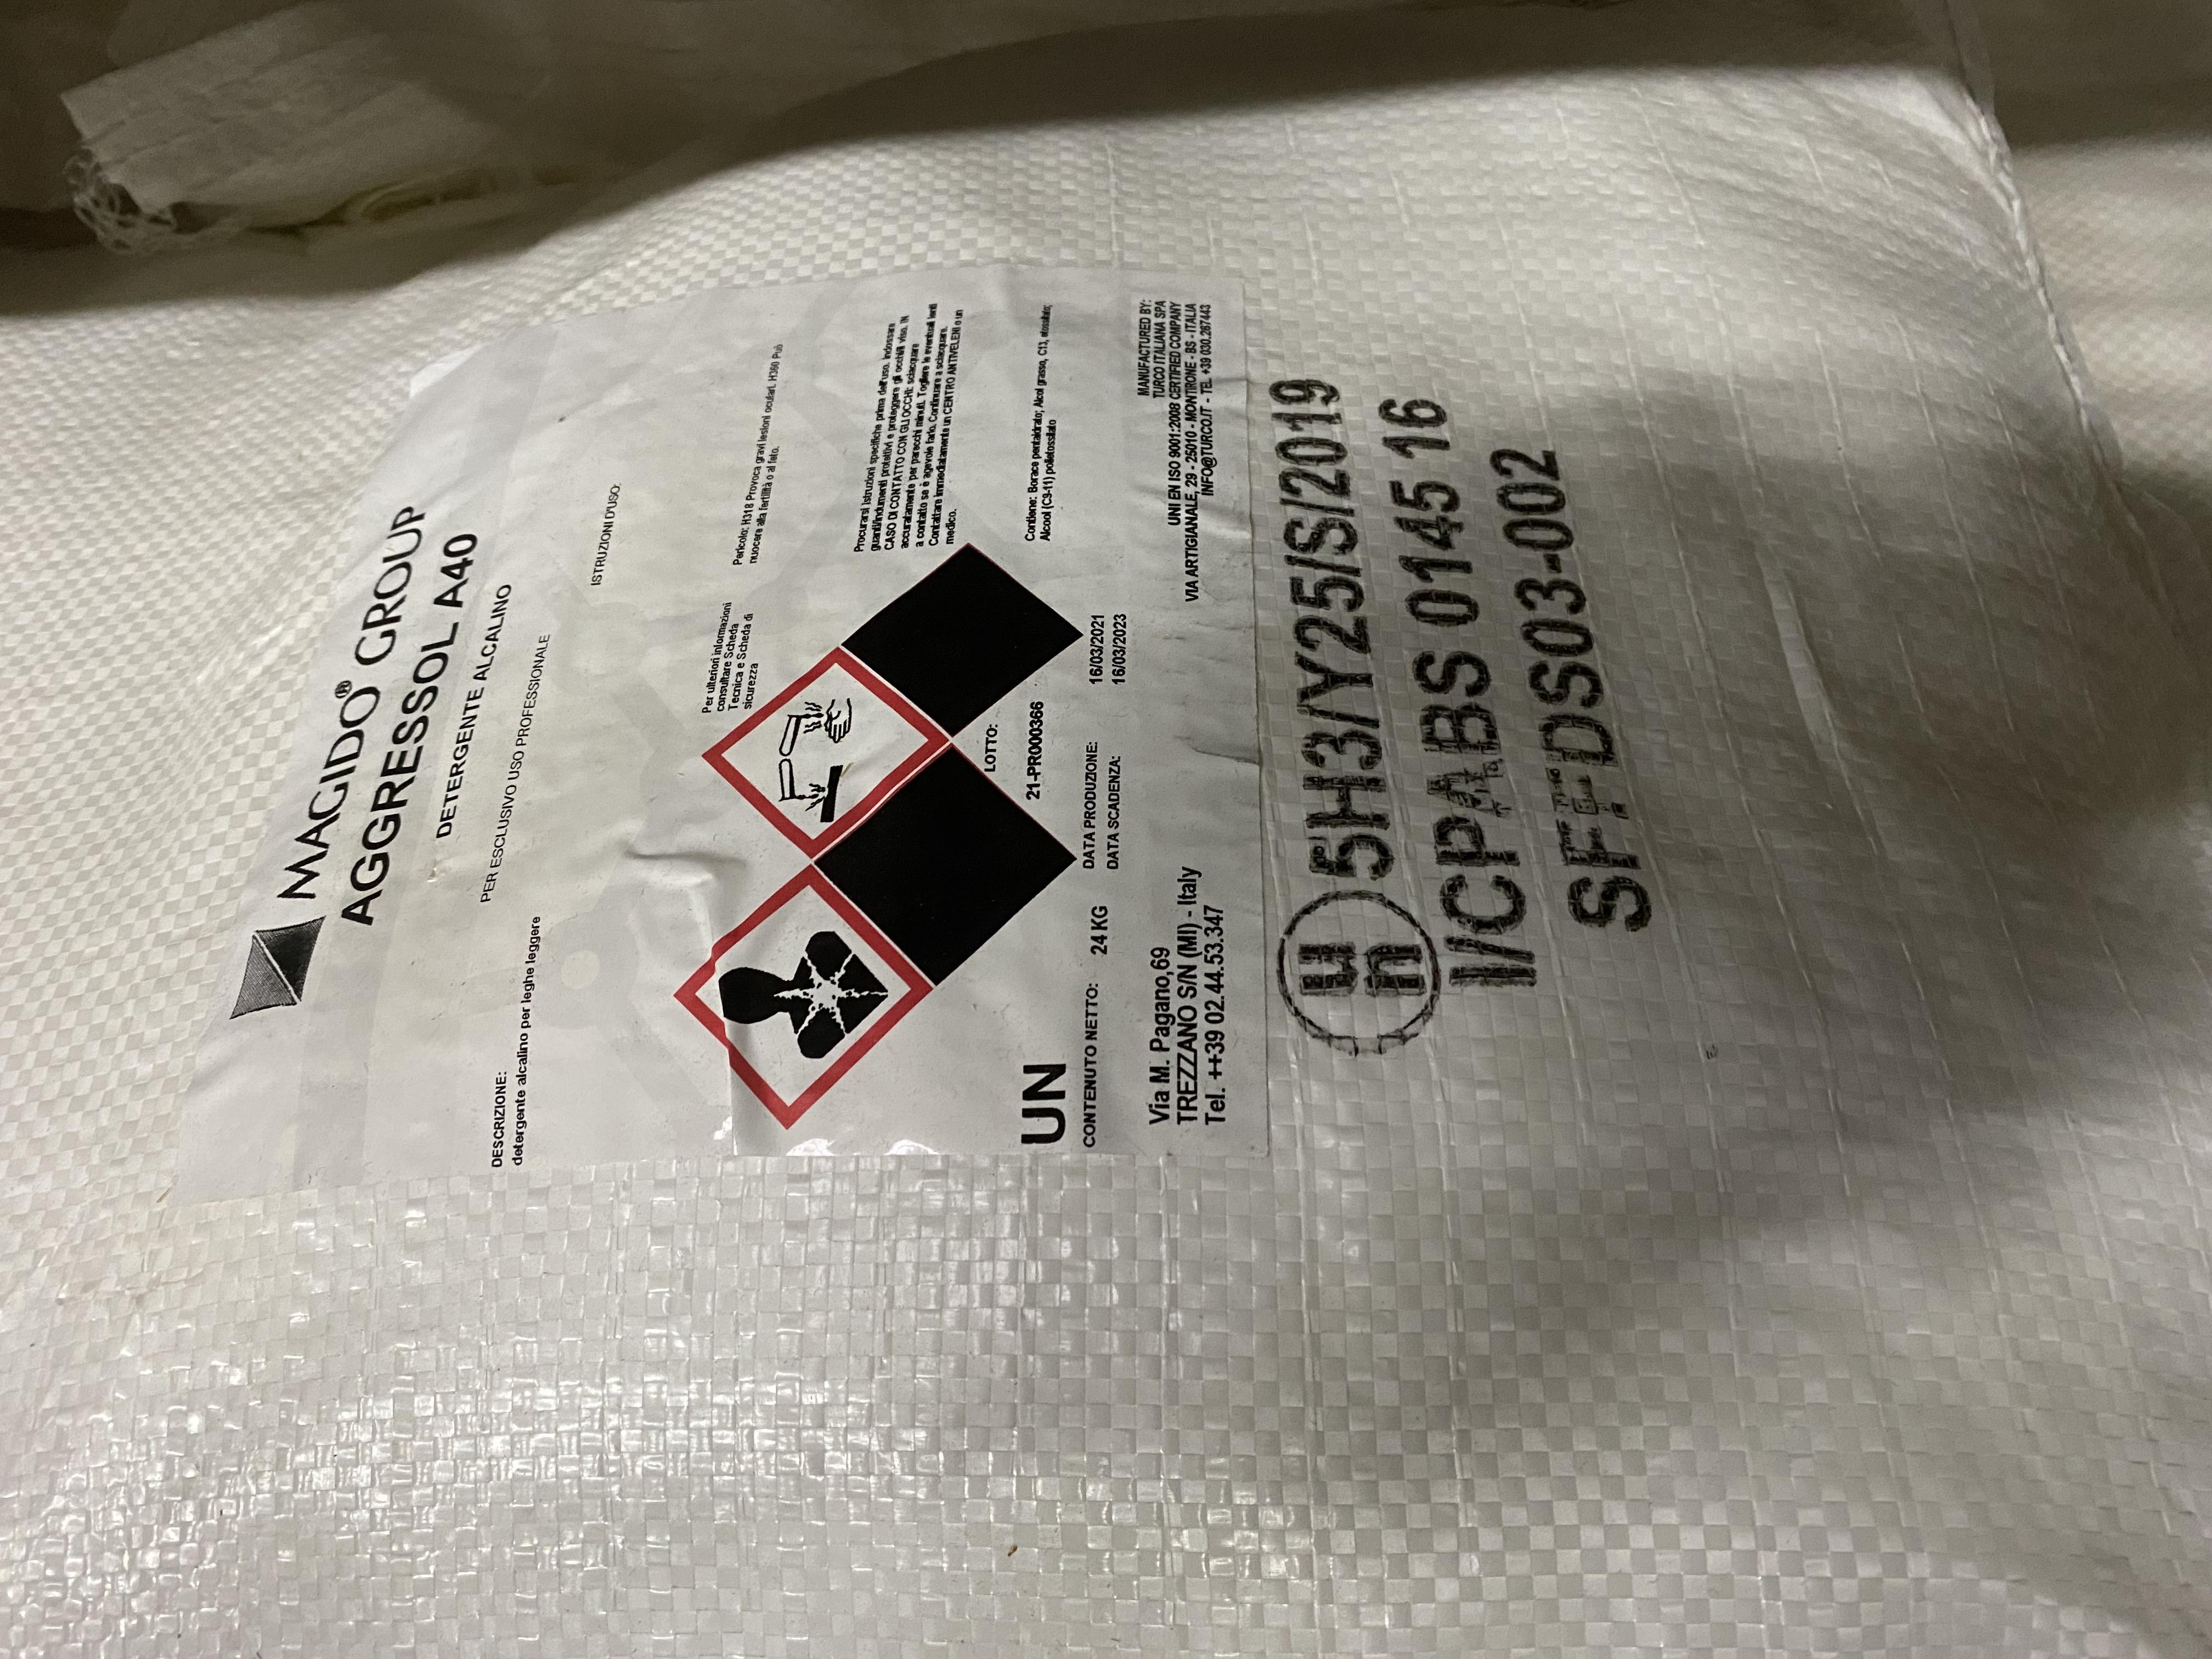 MAGIDO® GROUP
AGGRESSOL A40
DETERGENTE ALCALINO
PER ESCLUSIVO USO PROFESSIONALE
DESCRIZIONE:
detergente alcalino per leghe leggere
ISTRUZIONI D'USO:
Per ulteriori informazioni
consultare Scheda
Tecnica e Scheda di
sicurezza
Pericolo: H318 Provoca gravi lesioni oculari. H360 Può
nuocere alla fertilità o al feto.
Procurarsi istruzioni specifiche prima dell'uso. Indossare
guanti/indumenti protettivi e proteggere gli occhi/il viso. IN
CASO DI CONTATTO CON GLI OCCHI: sciacquare
accuratamente per parecchi minuti. Togliere le eventuali lenti
a contatto se è agevole farlo. Continuare a sciacquare.
Contattare immediatamente un CENTRO ANTIVELENI o un
medico.
Contiene: Borace pentaidrato; Alcol grasso, C13, etossilato;
Alcool (C9-11) polietossilato
UN
LOTTO:
21-PR000366
CONTENUTO NETTO: 24 KG
DATA PRODUZIONE: 16/03/2021
DATA SCADENZA: 16/03/2023
Via M. Pagano,69
TREZZANO S/N (MI) - Italy
Tel. ++39 02.44.53.347
MANUFACTURED BY:
TURCO ITALIANA SPA
UNI EN ISO 9001:2008 CERTIFIED COMPANY
VIA ARTIGIANALE, 29 - 25010 - MONTIRONE - BS - ITALIA
INFO@TURCO.IT - TEL. +39 030.267443
un 5H3/Y25/S/2019
I/CPABS 0145 16
SFFDS03-002